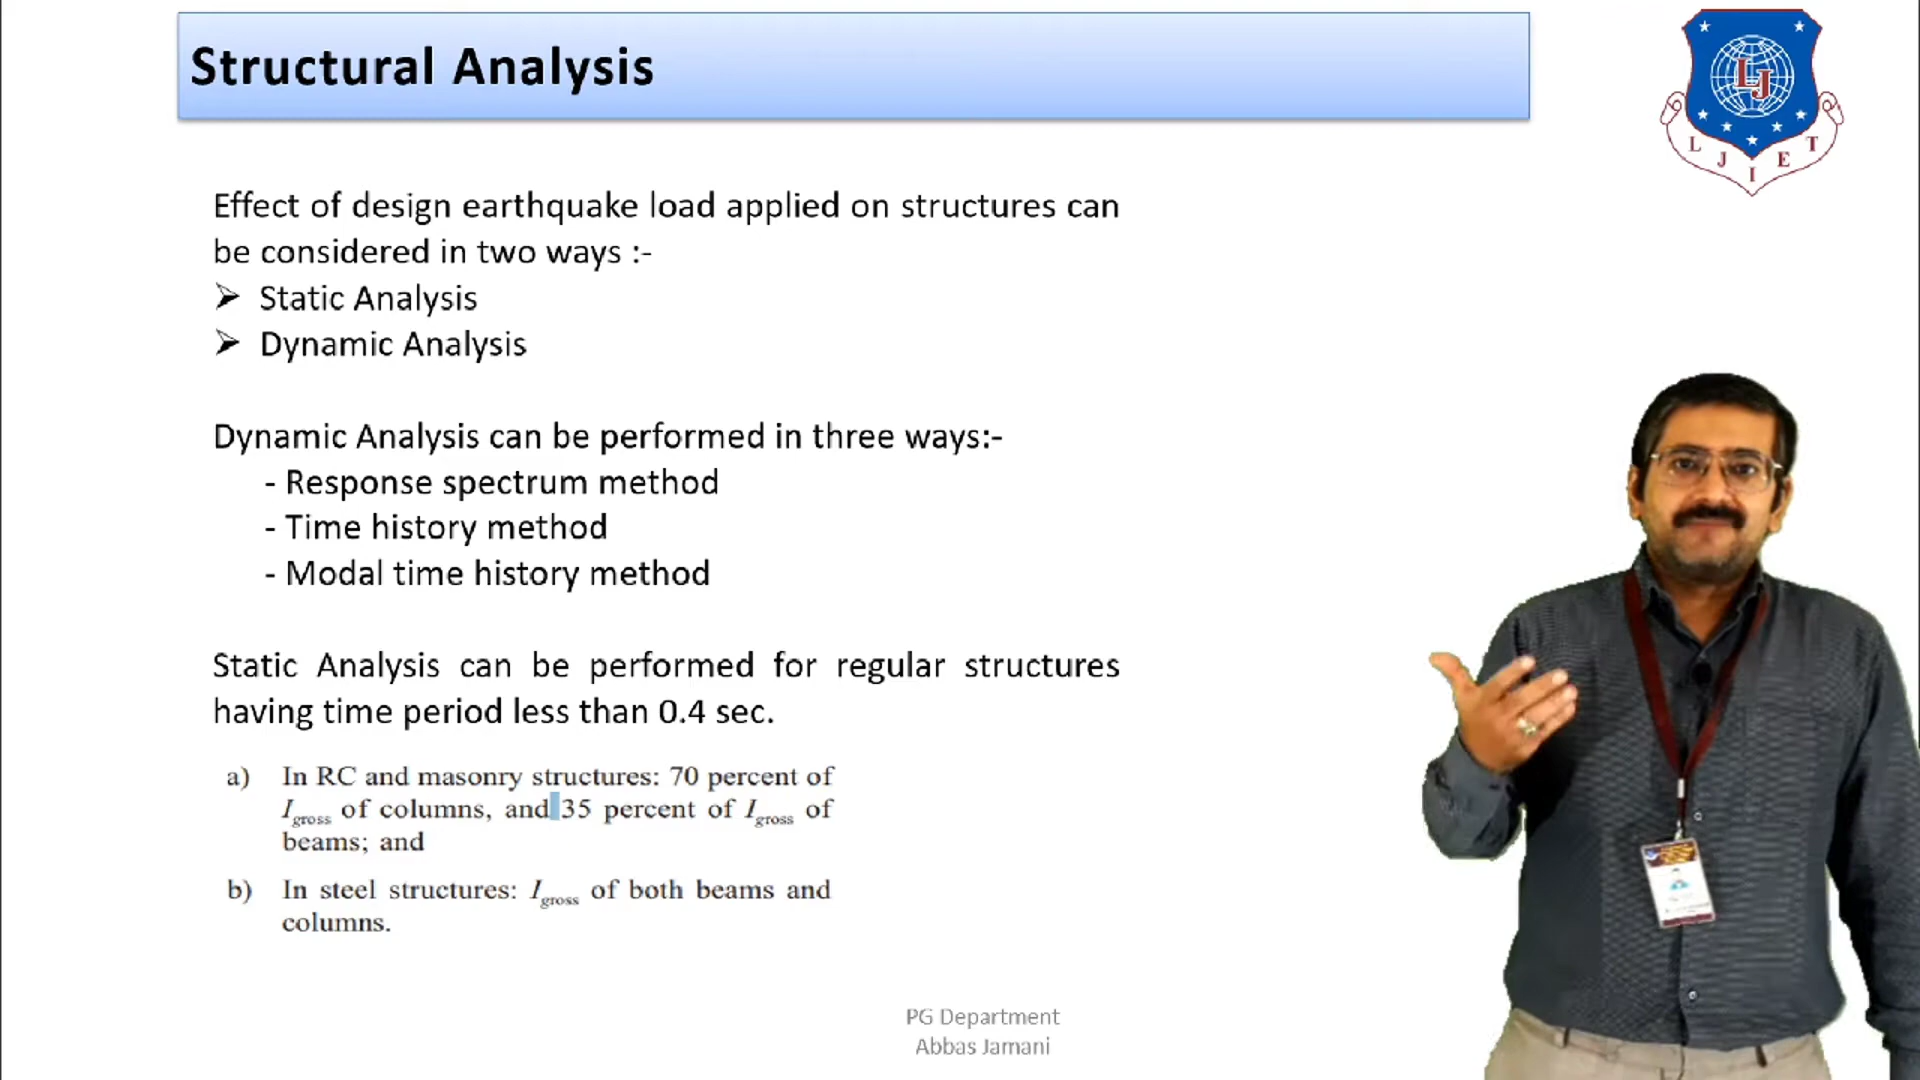 Structural Analysis
LJ
L J I E T
Effect of design earthquake load applied on structures can
be considered in two ways :-
➢ Static Analysis
➢ Dynamic Analysis
Dynamic Analysis can be performed in three ways:-
- Response spectrum method
- Time history method
- Modal time history method
Static Analysis can be performed for regular structures
having time period less than 0.4 sec.
a) In RC and masonry structures: 70 percent of
Igross of columns, and 35 percent of Igross of
beams; and
b) In steel structures: Igross of both beams and
columns.
PG Department
Abbas Jamani